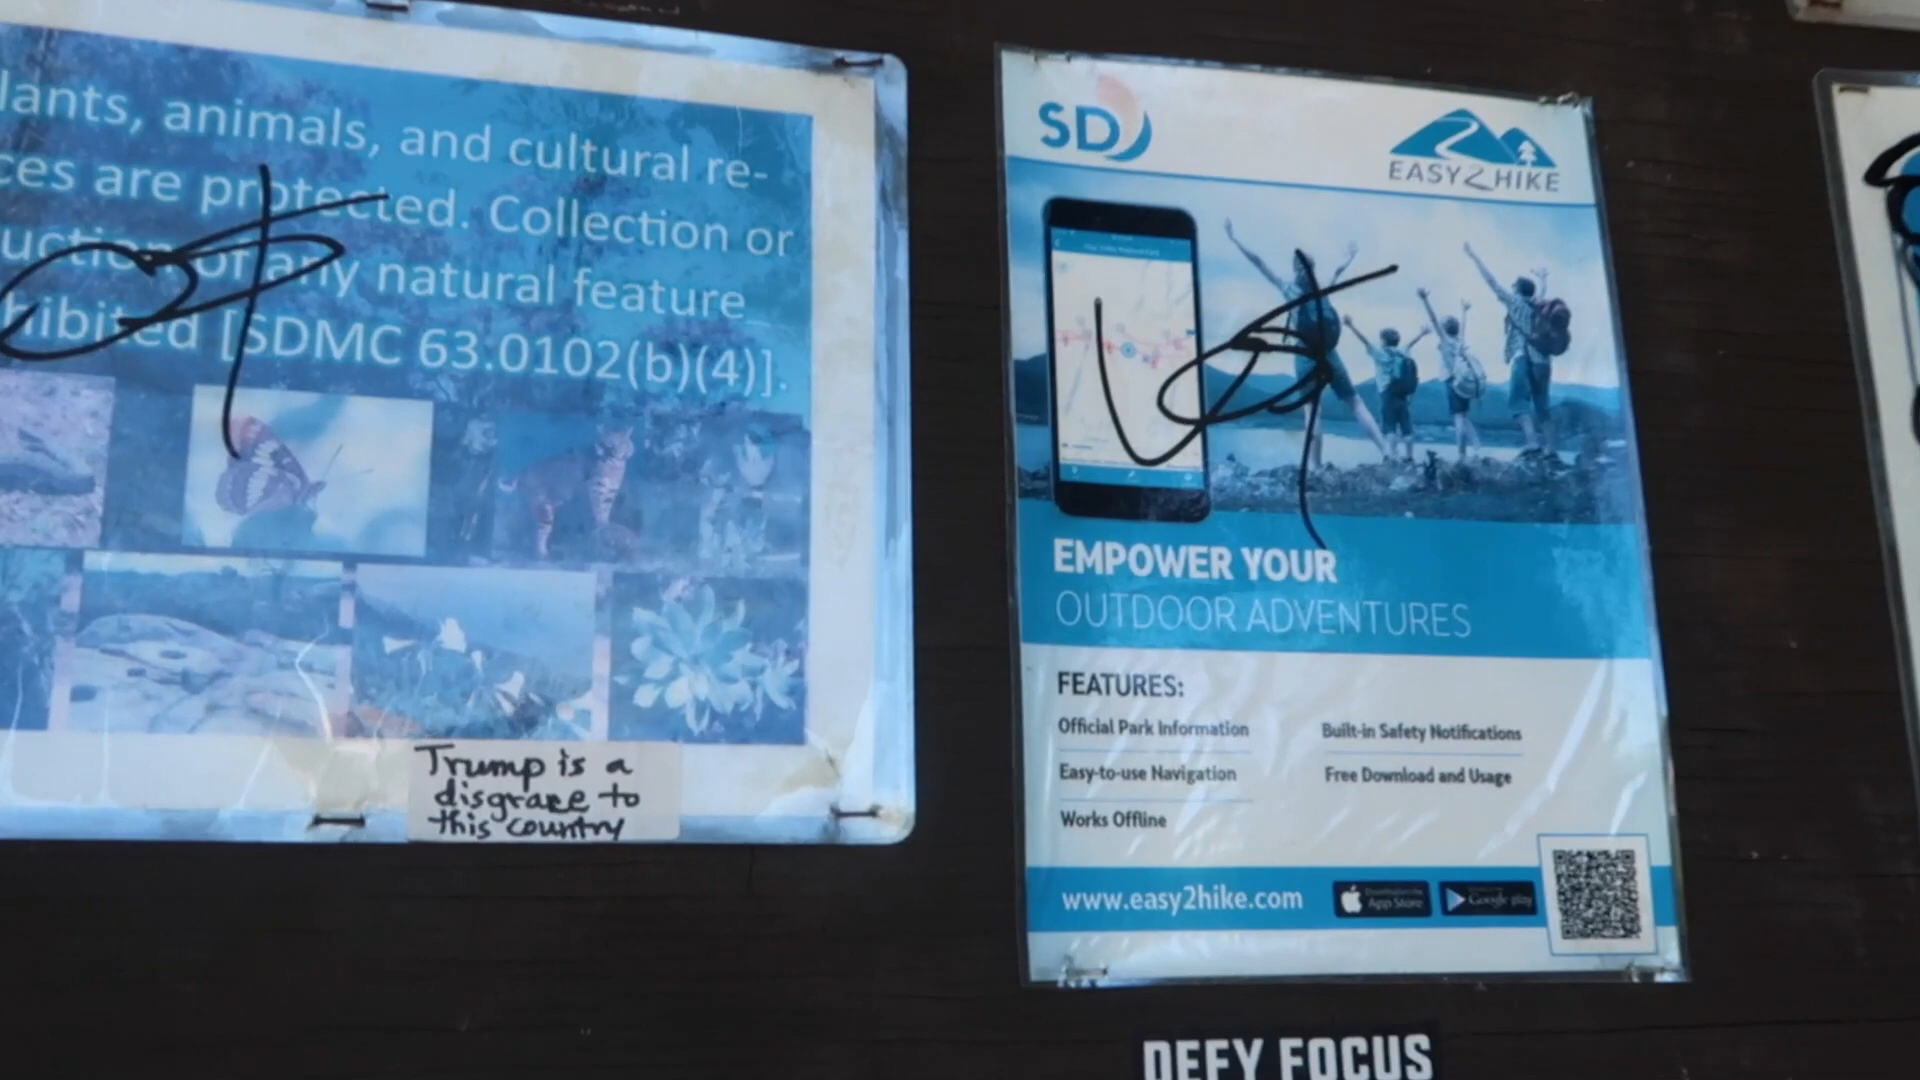 lants, animals, and cultural re-
ces are protected. Collection or
uction of any natural feature
hibited [SDMC 63.0102(b)(4)].
Trump is a
disgrace to
this country
SD
EASY2HIKE
EMPOWER YOUR
OUTDOOR ADVENTURES
FEATURES:
Official Park Information
Built-in Safety Notifications
Easy-to-use Navigation
Free Download and Usage
Works Offline
www.easy2hike.com
App Store
Google play
DEFY FOCUS